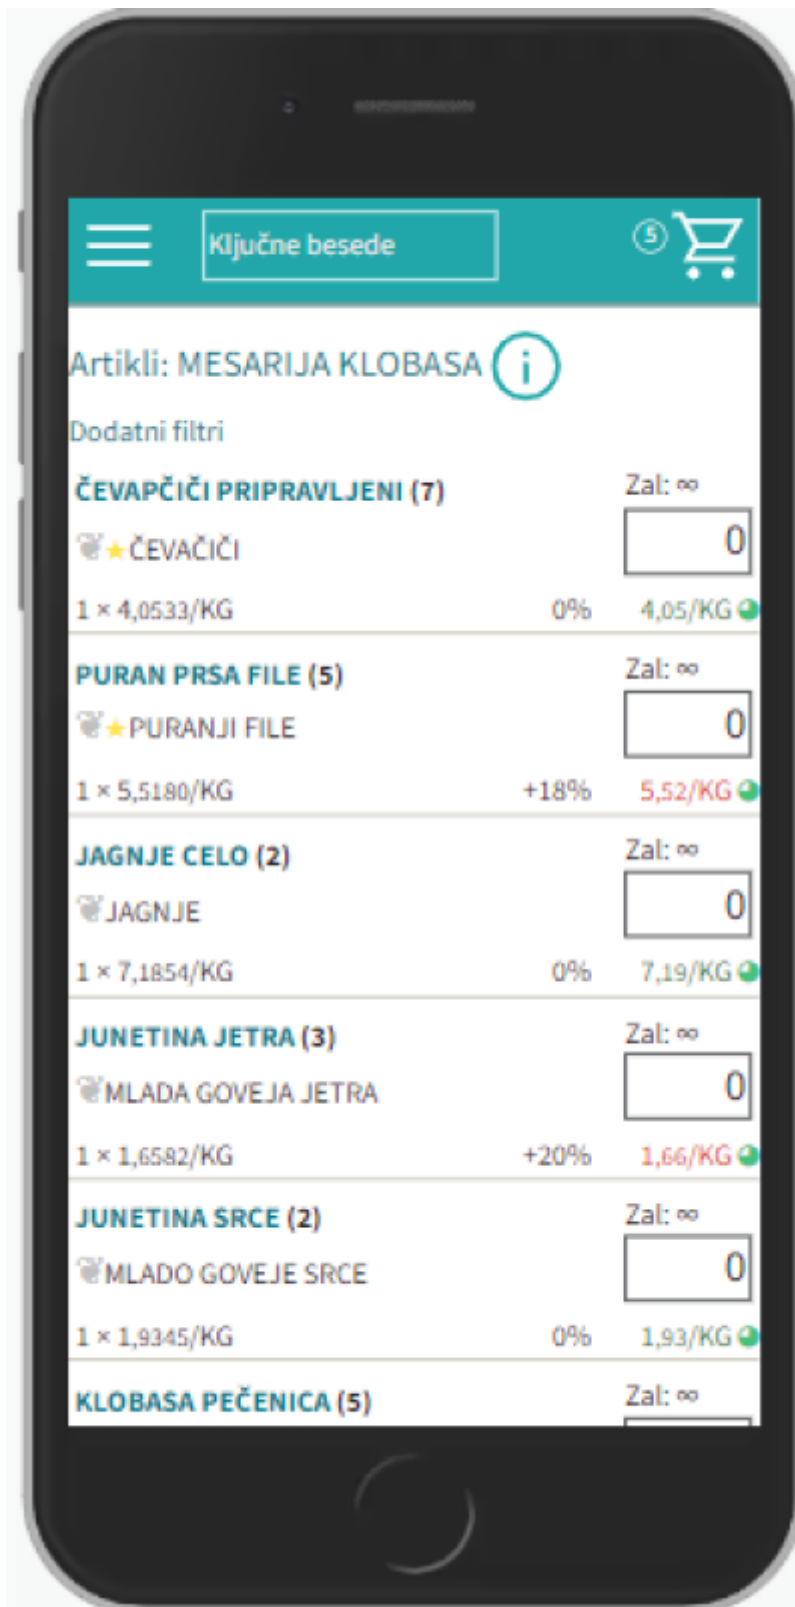 Ključne besede
5
Artikli: MESARIJA KLOBASA i
Dodatni filtri
ČEVAPČIČI PRIPRAVLJENI (7) Zal: ∞
ČEVAČIČI 0
1 × 4,0533/KG 0% 4,05/KG
PURAN PRSA FILE (5) Zal: ∞
PURANJI FILE 0
1 × 5,5180/KG +18% 5,52/KG
JAGNJE CELO (2) Zal: ∞
JAGNJE 0
1 × 7,1854/KG 0% 7,19/KG
JUNETINA JETRA (3) Zal: ∞
MLADA GOVEJA JETRA 0
1 × 1,6582/KG +20% 1,66/KG
JUNETINA SRCE (2) Zal: ∞
MLADO GOVEJE SRCE 0
1 × 1,9345/KG 0% 1,93/KG
KLOBASA PEČENICA (5) Zal: ∞